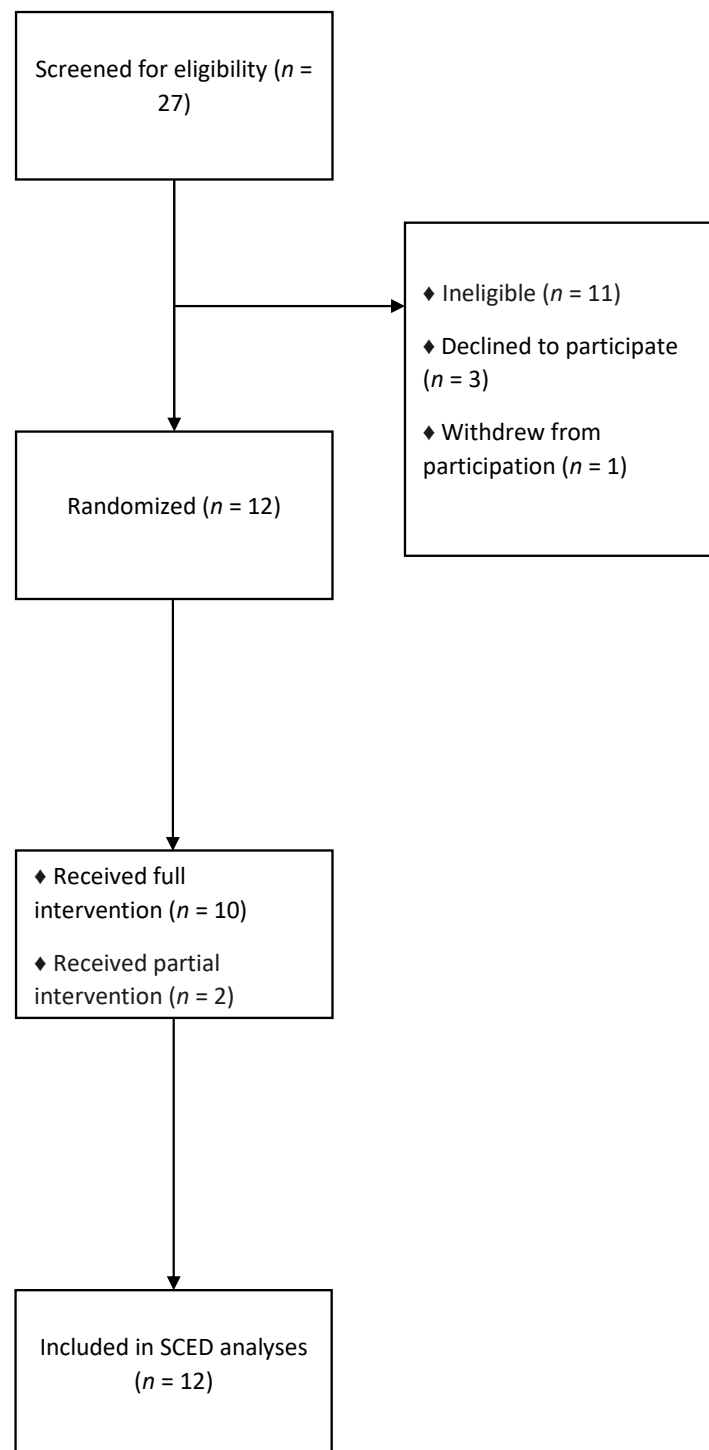 Screened for eligibility (n =
27)
♦ Ineligible (n = 11)
♦ Declined to participate
(n = 3)
♦ Withdrew from
participation (n = 1)
Randomized (n = 12)
♦ Received full
intervention (n = 10)
♦ Received partial
intervention (n = 2)
Included in SCED analyses
(n = 12)